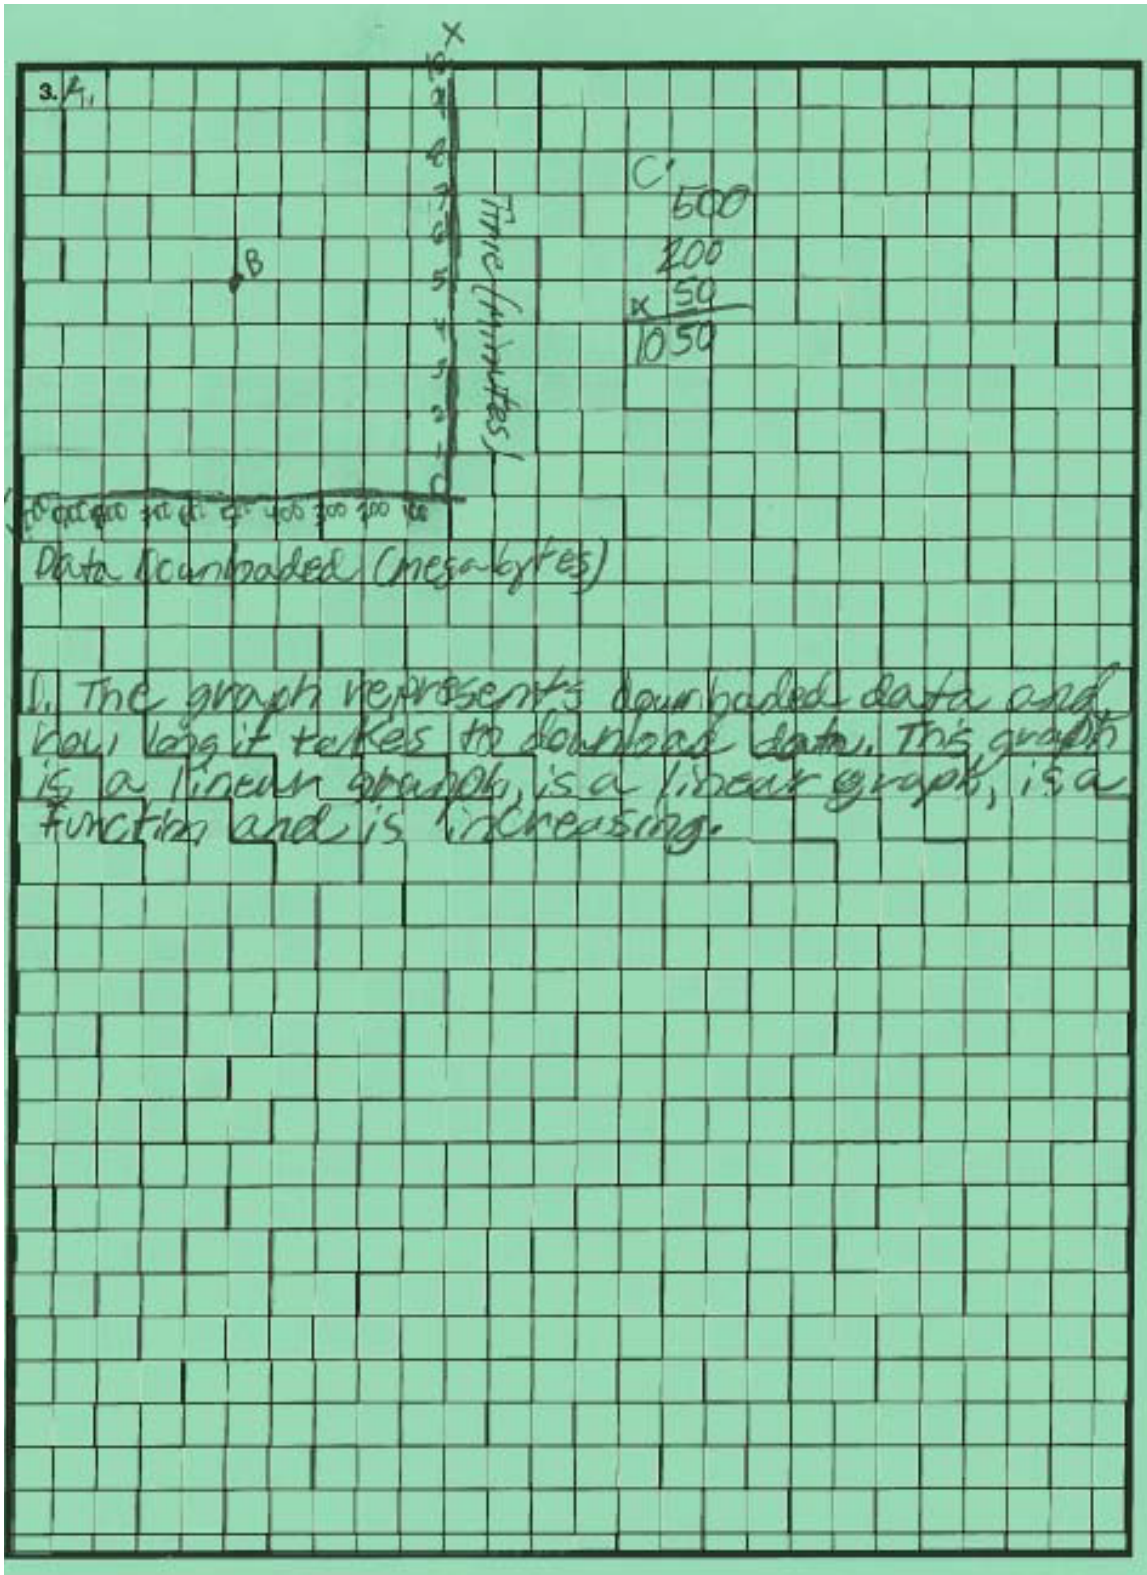 3. A.
X
10
9
8
7
6
5
4
3
2
1
0
Time (minutes)
B
400 300 200 100
Data Downloaded (megabytes)
C.
500
200
x 50
1050
D. The graph represents downloaded data and
how long it takes to download data. This graph
is a linear graph, is a linear graph, is a
function and is increasing.